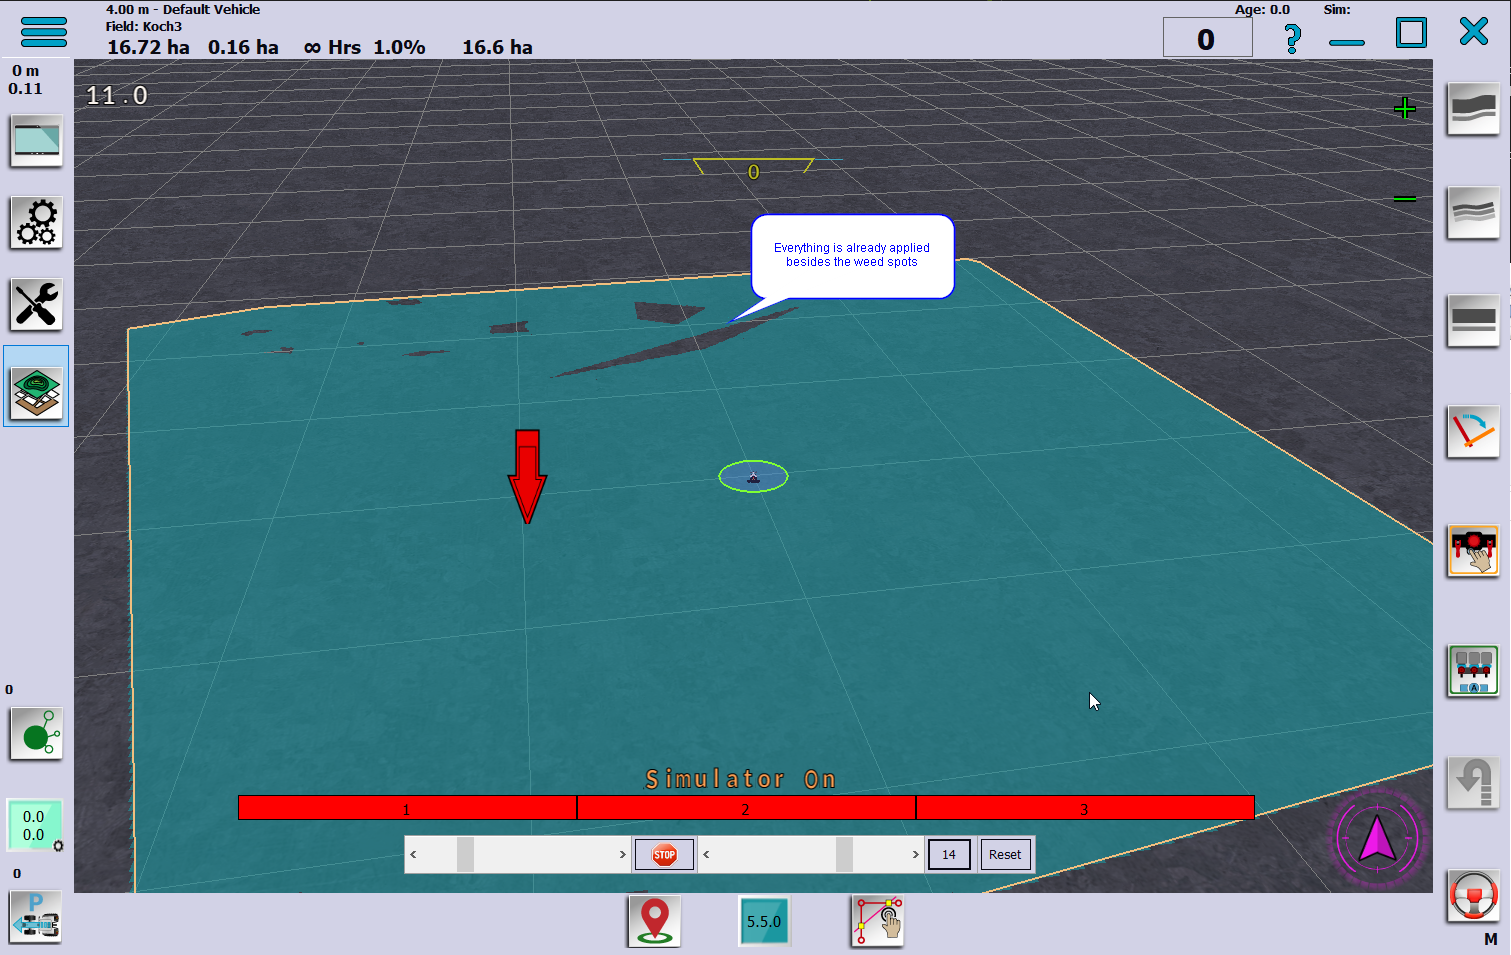 4.00 m - Default Vehicle
Age: 0.0 Sim:
Field: Koch3
16.72 ha 0.16 ha ∞ Hrs 1.0% 16.6 ha
0
?
0 m
0.11
11.0
0
Everything is already applied
besides the weed spots
0
0.0
0.0
Simulator On
1 2 3
STOP
14
Reset
0
P
5.5.0
A
M